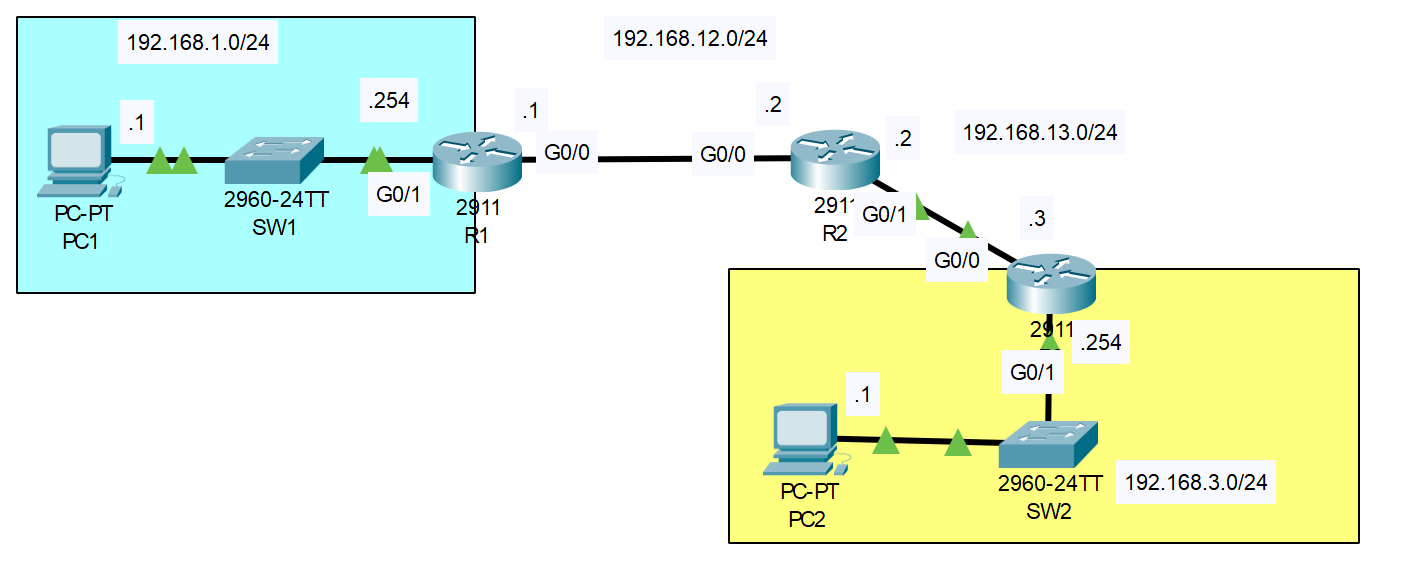 192.168.1.0/24
192.168.12.0/24
.1
.254
.1
G0/0
G0/1
PC-PT
PC1
2960-24TT
SW1
2911
R1
.2
G0/0
.2
192.168.13.0/24
R2
G0/1
.3
G0/0
2911
.254
G0/1
.1
PC-PT
PC2
2960-24TT
SW2
192.168.3.0/24